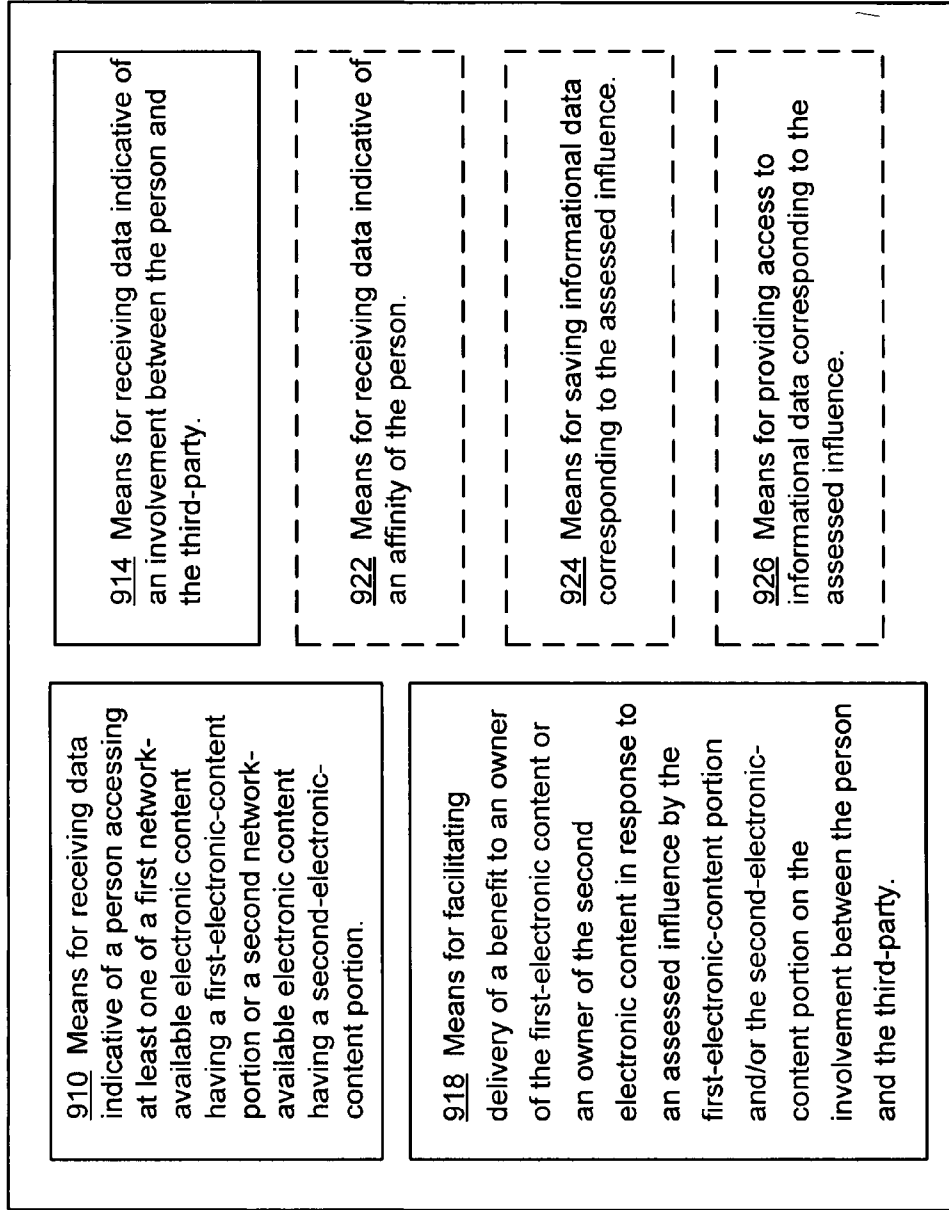 910 Means for receiving data
indicative of a person accessing
at least one of a first network-
available electronic content
having a first-electronic-content
portion or a second network-
available electronic content
having a second-electronic-
content portion.
918 Means for facilitating
delivery of a benefit to an owner
of the first-electronic content or
an owner of the second
electronic content in response to
an assessed influence by the
first-electronic-content portion
and/or the second-electronic-
content portion on the
involvement between the person
and the third-party.
914 Means for receiving data indicative of
an involvement between the person and
the third-party.
922 Means for receiving data indicative of
an affinity of the person.
924 Means for saving informational data
corresponding to the assessed influence.
926 Means for providing access to
informational data corresponding to the
assessed influence.